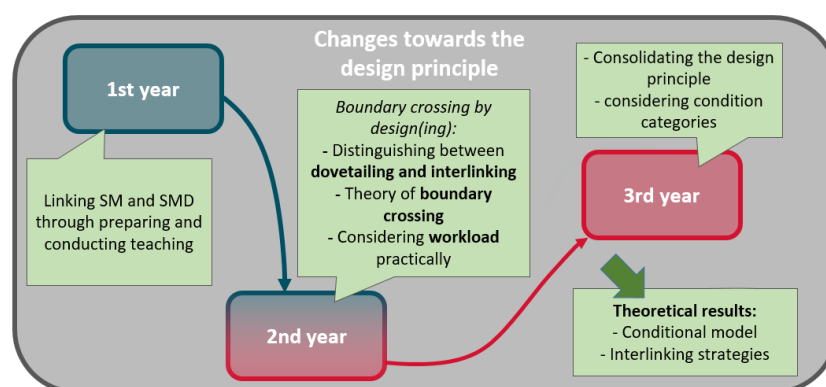 Changes towards the
design principle
1st year
Linking SM and SMD
through preparing and
conducting teaching
Boundary crossing by
design(ing):
- Distinguishing between
dovetailing and interlinking
- Theory of boundary
crossing
- Considering workload
practically
2nd year
- Consolidating the design
principle
- considering condition
categories
3rd year
Theoretical results:
- Conditional model
- Interlinking strategies